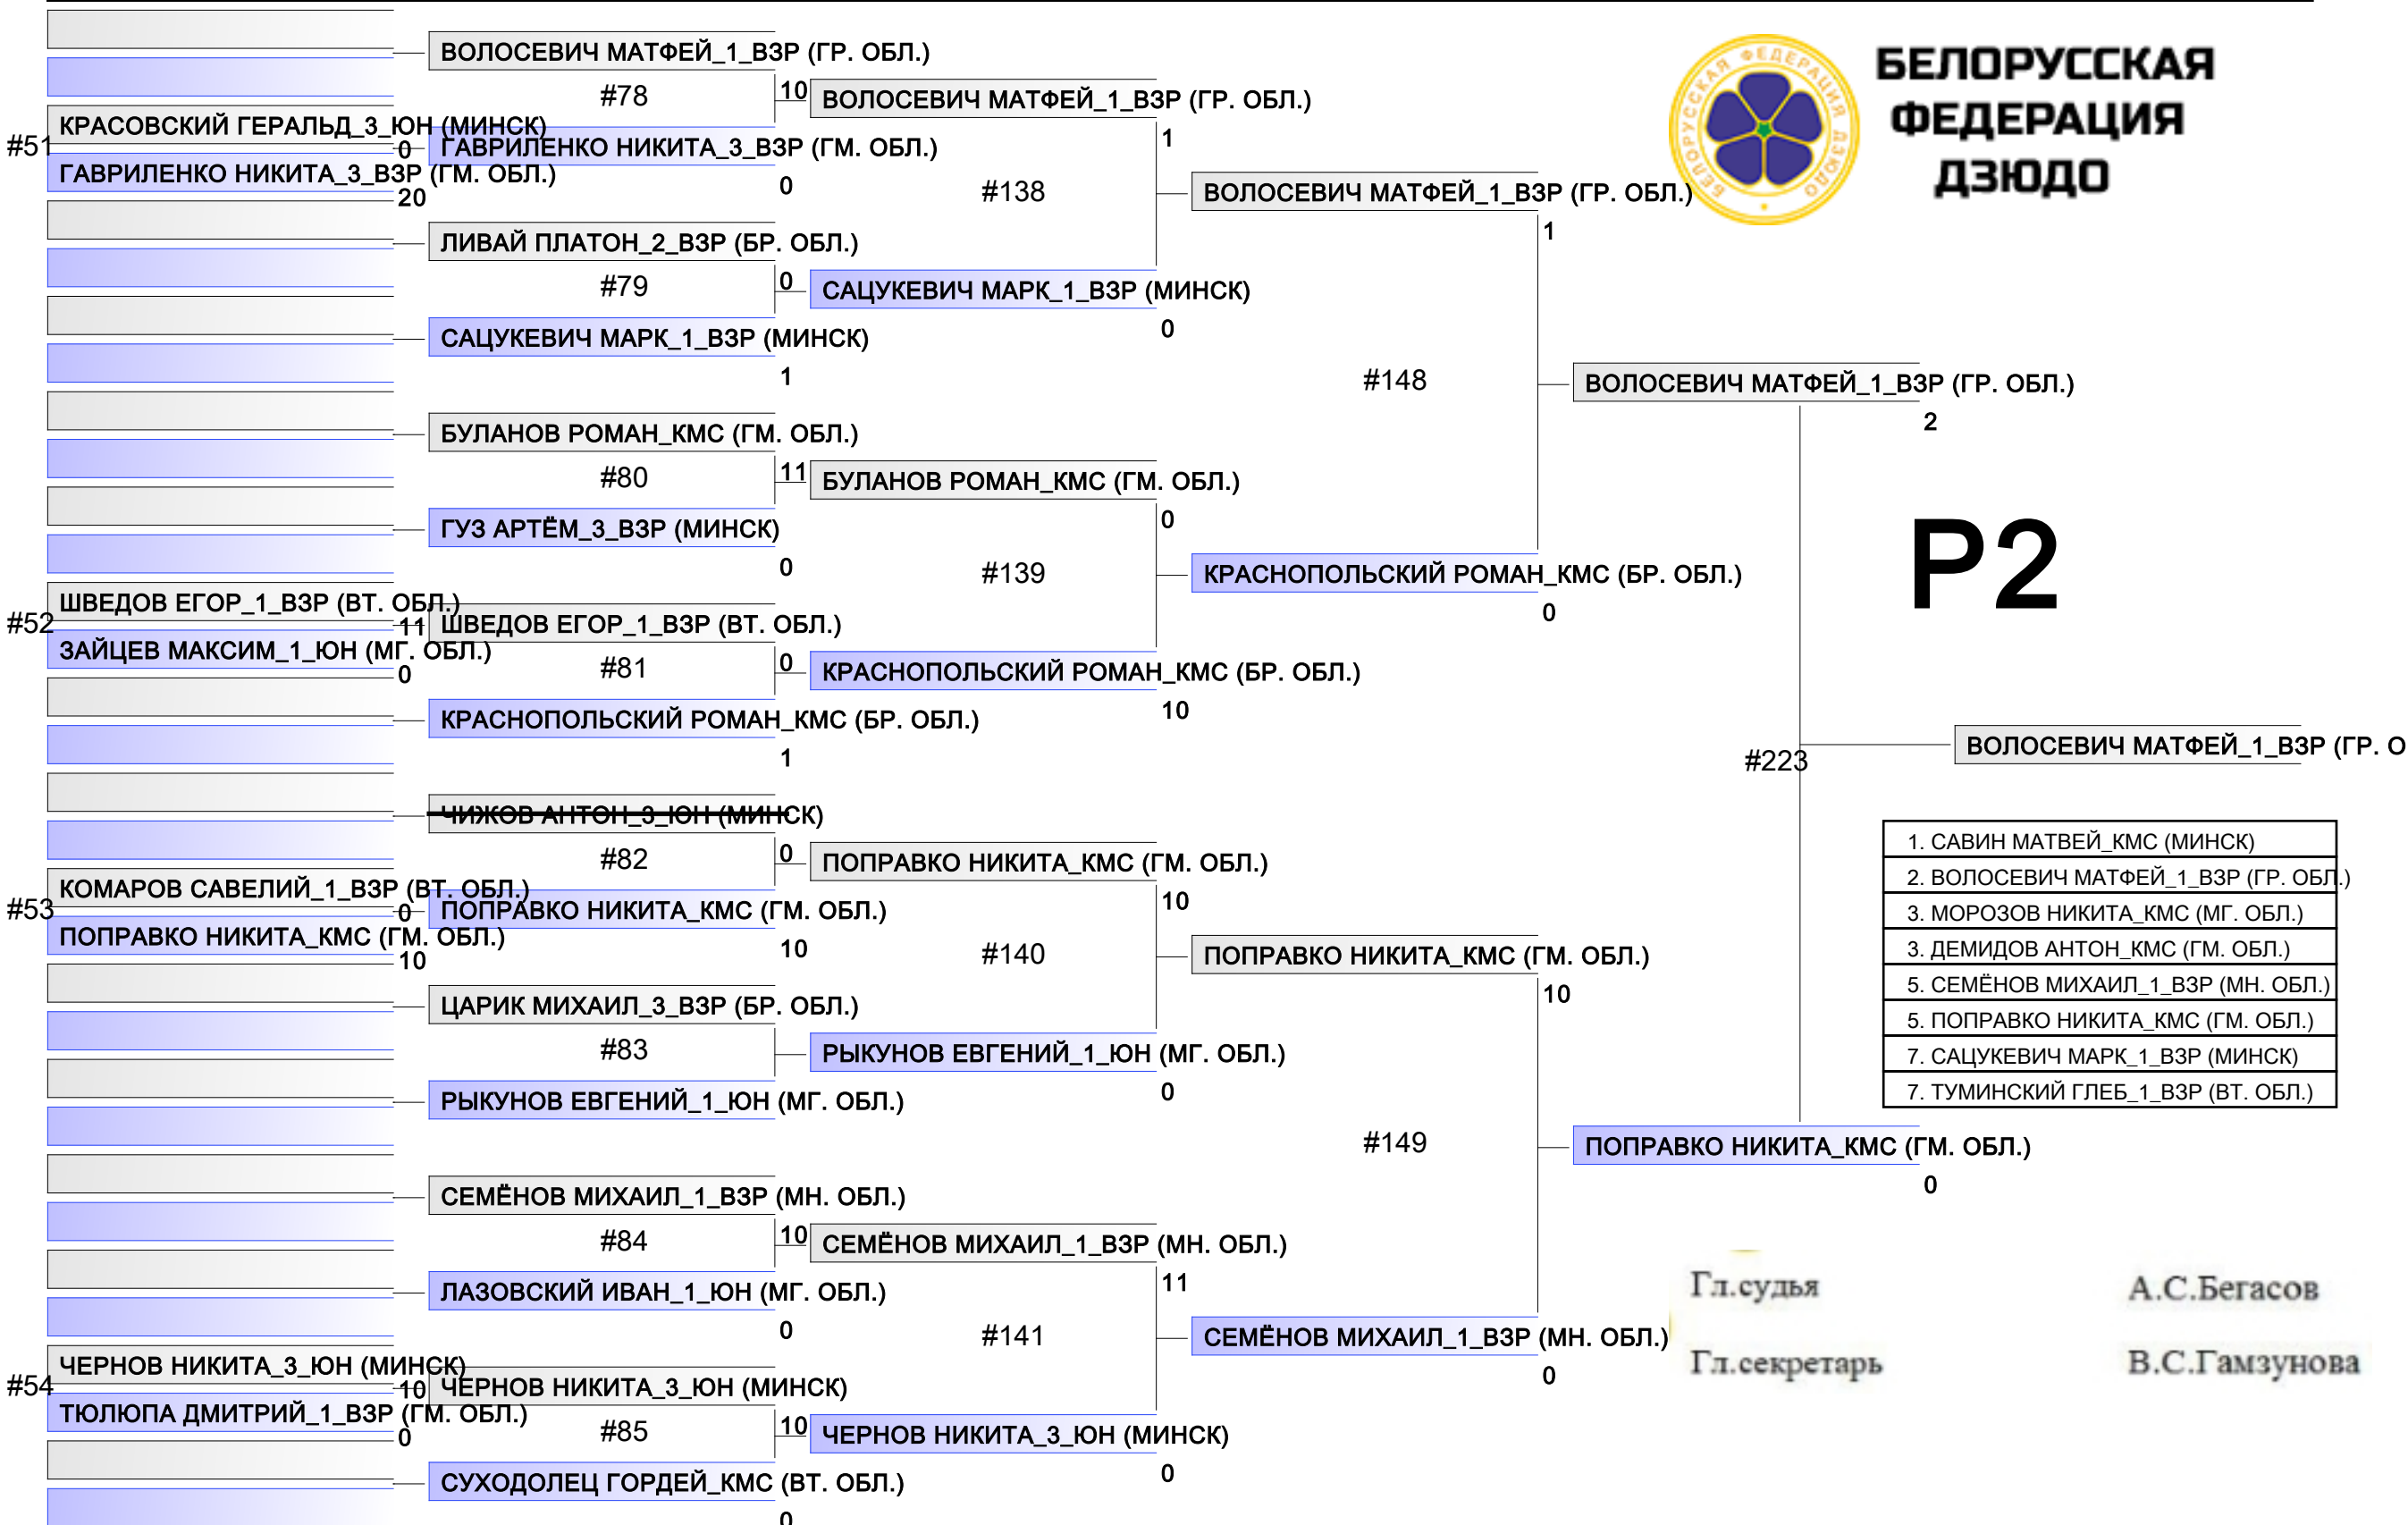 БЕЛОРУССКАЯ
ФЕДЕРАЦИЯ
ДЗЮДО
БЕЛОРУССКАЯ ФЕДЕРАЦИЯ ДЗЮДО
#51
КРАСОВСКИЙ ГЕРАЛЬД_3_ЮН (МИНСК)
0
ГАВРИЛЕНКО НИКИТА_3_ВЗР (ГМ. ОБЛ.)
20
#52
ШВЕДОВ ЕГОР_1_ВЗР (ВТ. ОБЛ.)
11
ЗАЙЦЕВ МАКСИМ_1_ЮН (МГ. ОБЛ.)
0
#53
КОМАРОВ САВЕЛИЙ_1_ВЗР (ВТ. ОБЛ.)
0
ПОПРАВКО НИКИТА_КМС (ГМ. ОБЛ.)
10
#54
ЧЕРНОВ НИКИТА_3_ЮН (МИНСК)
10
ТЮЛЮПА ДМИТРИЙ_1_ВЗР (ГМ. ОБЛ.)
0
ВОЛОСЕВИЧ МАТФЕЙ_1_ВЗР (ГР. ОБЛ.)
#78
10
ГАВРИЛЕНКО НИКИТА_3_ВЗР (ГМ. ОБЛ.)
0
ЛИВАЙ ПЛАТОН_2_ВЗР (БР. ОБЛ.)
#79
0
САЦУКЕВИЧ МАРК_1_ВЗР (МИНСК)
1
БУЛАНОВ РОМАН_КМС (ГМ. ОБЛ.)
#80
11
ГУЗ АРТЁМ_3_ВЗР (МИНСК)
0
ШВЕДОВ ЕГОР_1_ВЗР (ВТ. ОБЛ.)
#81
0
КРАСНОПОЛЬСКИЙ РОМАН_КМС (БР. ОБЛ.)
1
ЧИЖОВ АНТОН_3_ЮН (МИНСК)
#82
0
ПОПРАВКО НИКИТА_КМС (ГМ. ОБЛ.)
10
ЦАРИК МИХАИЛ_3_ВЗР (БР. ОБЛ.)
#83
РЫКУНОВ ЕВГЕНИЙ_1_ЮН (МГ. ОБЛ.)
СЕМЁНОВ МИХАИЛ_1_ВЗР (МН. ОБЛ.)
#84
10
ЛАЗОВСКИЙ ИВАН_1_ЮН (МГ. ОБЛ.)
0
ЧЕРНОВ НИКИТА_3_ЮН (МИНСК)
#85
10
СУХОДОЛЕЦ ГОРДЕЙ_КМС (ВТ. ОБЛ.)
0
ВОЛОСЕВИЧ МАТФЕЙ_1_ВЗР (ГР. ОБЛ.)
1
#138
САЦУКЕВИЧ МАРК_1_ВЗР (МИНСК)
0
БУЛАНОВ РОМАН_КМС (ГМ. ОБЛ.)
0
#139
КРАСНОПОЛЬСКИЙ РОМАН_КМС (БР. ОБЛ.)
10
ПОПРАВКО НИКИТА_КМС (ГМ. ОБЛ.)
10
#140
РЫКУНОВ ЕВГЕНИЙ_1_ЮН (МГ. ОБЛ.)
0
СЕМЁНОВ МИХАИЛ_1_ВЗР (МН. ОБЛ.)
11
#141
ЧЕРНОВ НИКИТА_3_ЮН (МИНСК)
0
ВОЛОСЕВИЧ МАТФЕЙ_1_ВЗР (ГР. ОБЛ.)
1
#148
КРАСНОПОЛЬСКИЙ РОМАН_КМС (БР. ОБЛ.)
0
ПОПРАВКО НИКИТА_КМС (ГМ. ОБЛ.)
10
#149
СЕМЁНОВ МИХАИЛ_1_ВЗР (МН. ОБЛ.)
0
ВОЛОСЕВИЧ МАТФЕЙ_1_ВЗР (ГР. ОБЛ.)
2
P2
#223
ВОЛОСЕВИЧ МАТФЕЙ_1_ВЗР (ГР. О
ПОПРАВКО НИКИТА_КМС (ГМ. ОБЛ.)
0
1. САВИН МАТВЕЙ_КМС (МИНСК)
2. ВОЛОСЕВИЧ МАТФЕЙ_1_ВЗР (ГР. ОБЛ.)
3. МОРОЗОВ НИКИТА_КМС (МГ. ОБЛ.)
3. ДЕМИДОВ АНТОН_КМС (ГМ. ОБЛ.)
5. СЕМЁНОВ МИХАИЛ_1_ВЗР (МН. ОБЛ.)
5. ПОПРАВКО НИКИТА_КМС (ГМ. ОБЛ.)
7. САЦУКЕВИЧ МАРК_1_ВЗР (МИНСК)
7. ТУМИНСКИЙ ГЛЕБ_1_ВЗР (ВТ. ОБЛ.)
Гл.судья А.С.Бегасов
Гл.секретарь В.С.Гамзунова